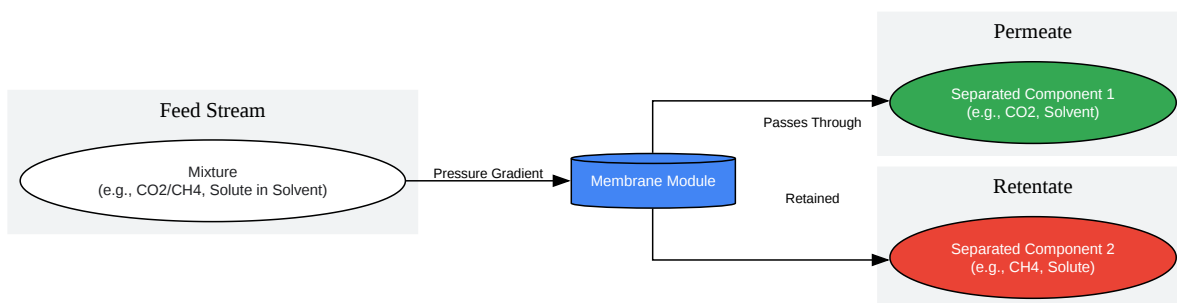 Feed Stream
Mixture
(e.g., CO2/CH4, Solute in Solvent)
Pressure Gradient
Membrane Module
Passes Through
Retained
Permeate
Separated Component 1
(e.g., CO2, Solvent)
Retentate
Separated Component 2
(e.g., CH4, Solute)